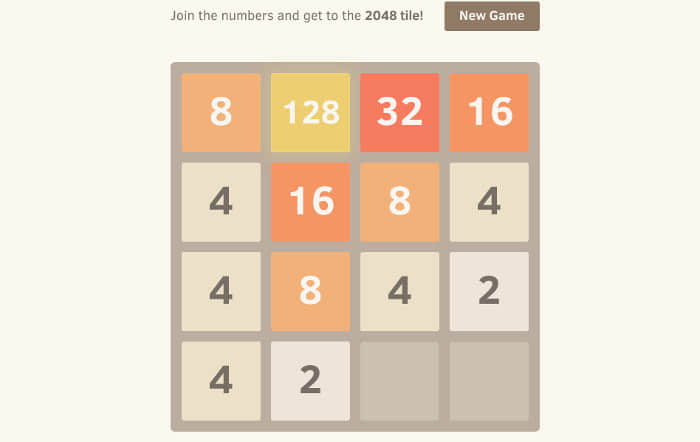 Join the numbers and get to the 2048 tile!
New Game
8 128 32 16
4 16 8 4
4 8 4 2
4 2